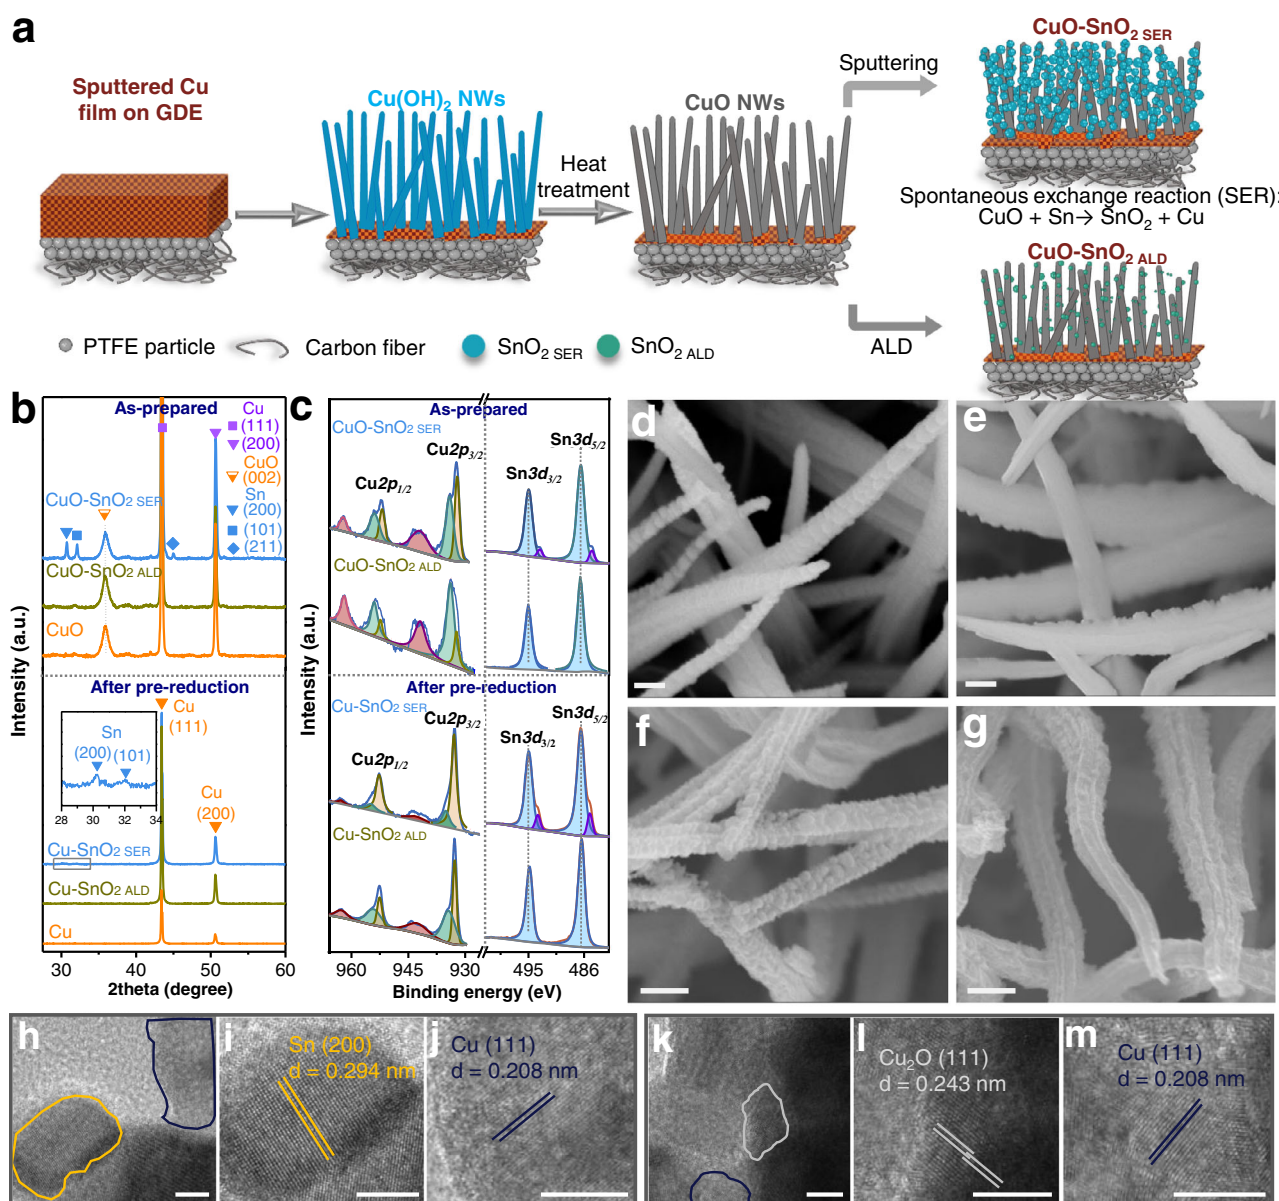 a
Sputtered Cu
film on GDE
Cu(OH)2 NWs
Heat
treatment
CuO NWs
Sputtering
CuO-SnO2 SER
Spontaneous exchange reaction (SER):
CuO + Sn→ SnO2 + Cu
CuO-SnO2 ALD
ALD
PTFE particle
Carbon fiber
SnO2 SER
SnO2 ALD
b
As-prepared
Cu
(111)
(200)
CuO
(002)
Sn
(200)
(101)
(211)
CuO-SnO2 SER
CuO-SnO2 ALD
CuO
After pre-reduction
Cu
(111)
Sn
(200) (101)
28 30 32 34
Cu
(200)
Cu-SnO2 SER
Cu-SnO2 ALD
Cu
30 40 50 60
2theta (degree)
Intensity (a.u.)
c
As-prepared
CuO-SnO2 SER
Cu2p3/2
Cu2p1/2
Sn3d5/2
Sn3d3/2
CuO-SnO2 ALD
After pre-reduction
Cu-SnO2 SER
Cu2p3/2
Cu2p1/2
Sn3d5/2
Sn3d3/2
Cu-SnO2 ALD
960 945 930 495 486
Binding energy (eV)
Intensity (a.u.)
d
e
f
g
h
i
Sn (200)
d = 0.294 nm
j
Cu (111)
d = 0.208 nm
k
l
Cu2O (111)
d = 0.243 nm
m
Cu (111)
d = 0.208 nm